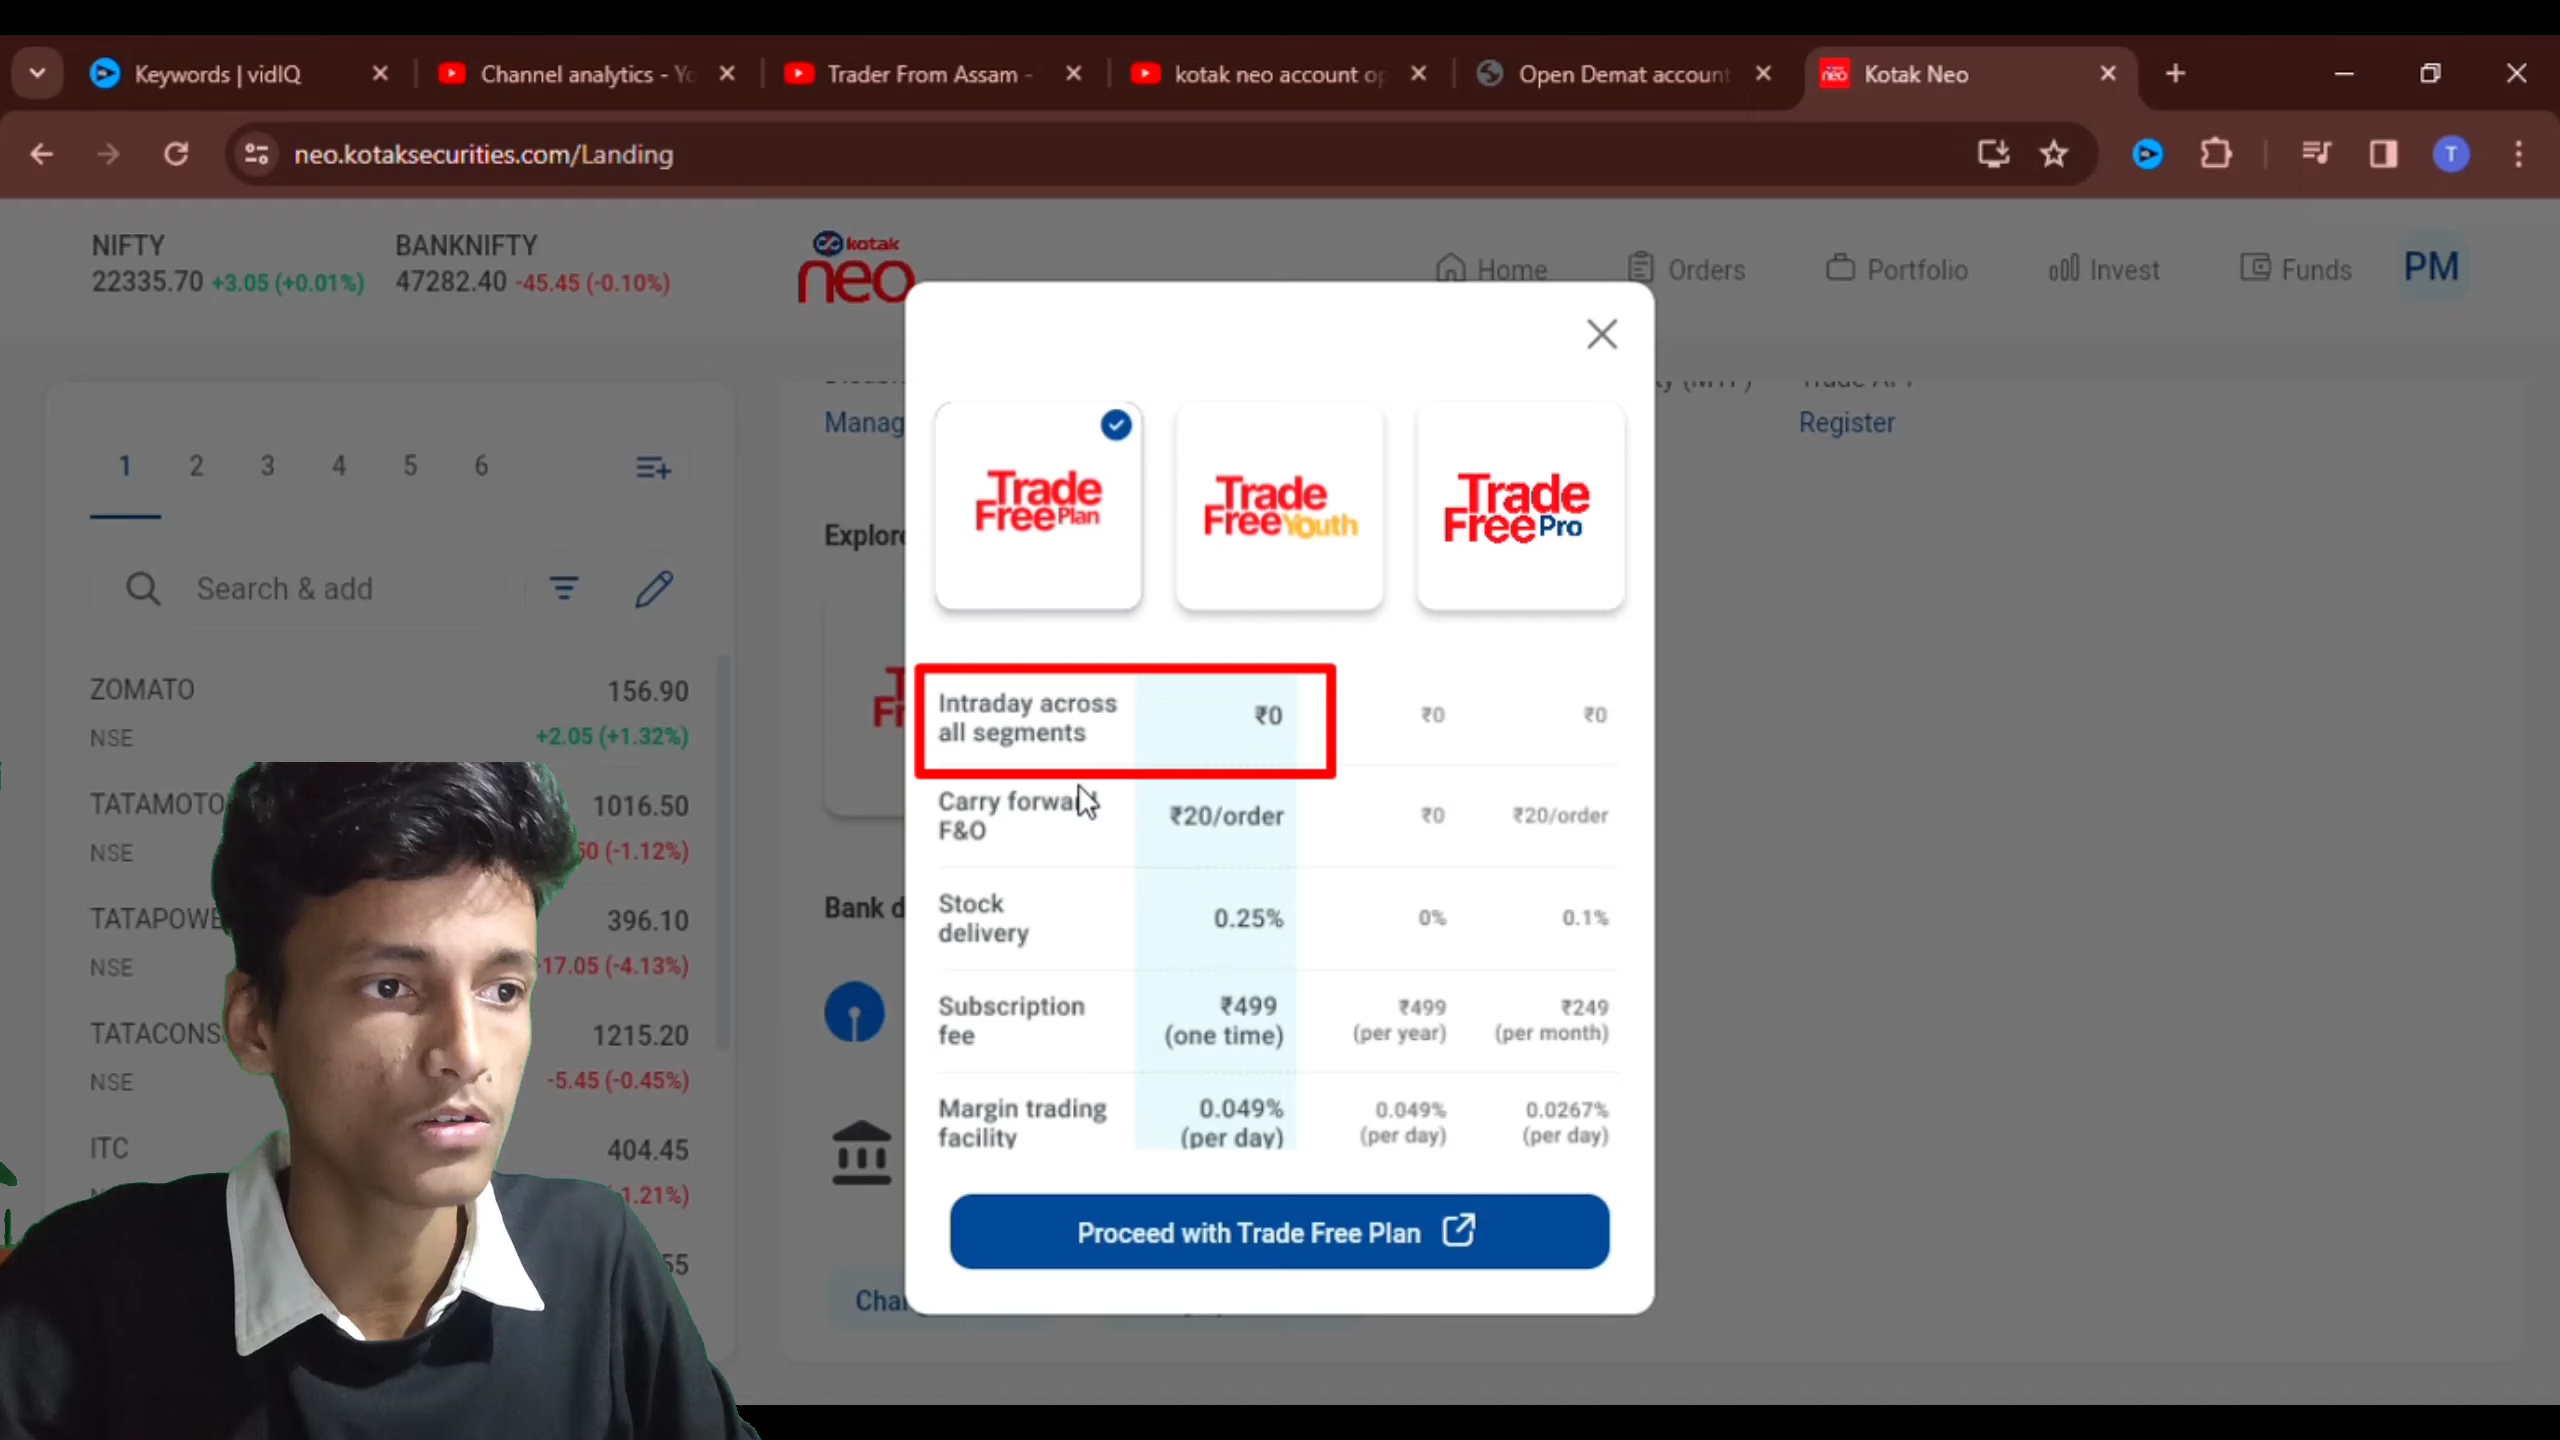 Keywords | vidIQ
Channel analytics - Yo
Trader From Assam -
kotak neo account op
Open Demat account
neo Kotak Neo
neo.kotaksecurities.com/Landing
T
NIFTY
22335.70 +3.05 (+0.01%)
BANKNIFTY
47282.40 -45.45 (-0.10%)
kotak
neo
Home
Orders
Portfolio
Invest
Funds
PM
Manag
Register
1 2 3 4 5 6
Search & add
Explore
Bank d
Char
ZOMATO 156.90
NSE +2.05 (+1.32%)
TATAMOTO 1016.50
NSE 50 (-1.12%)
TATAPOWE 396.10
NSE -17.05 (-4.13%)
TATACONS 1215.20
NSE -5.45 (-0.45%)
ITC 404.45
1.21%)
55
Trade
Free Plan
Trade
Free Youth
Trade
Free Pro
Intraday across
all segments
₹0 ₹0 ₹0
Carry forward
F&O
₹20/order ₹0 ₹20/order
Stock
delivery
0.25% 0% 0.1%
Subscription
fee
₹499
(one time)
₹499
(per year)
₹249
(per month)
Margin trading
facility
0.049%
(per day)
0.049%
(per day)
0.0267%
(per day)
Proceed with Trade Free Plan